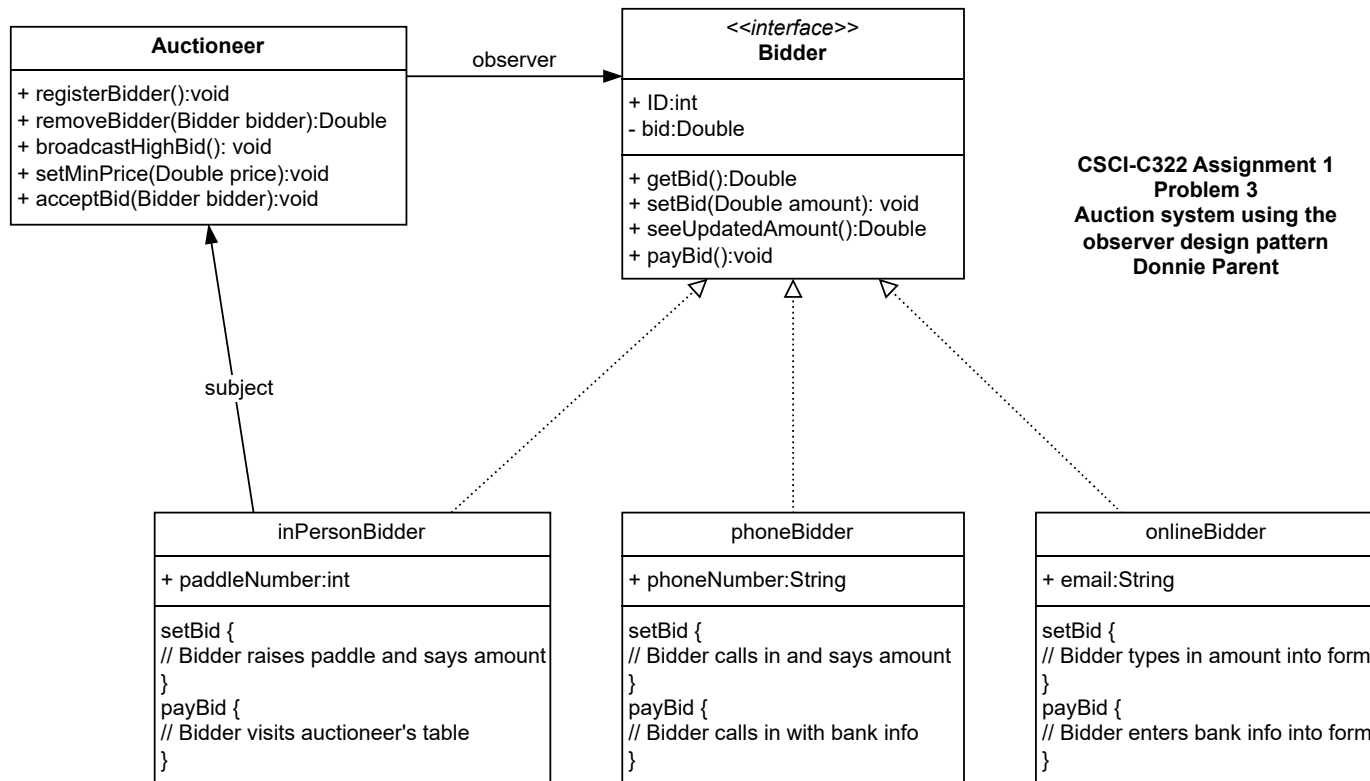 Auctioneer
+ registerBidder():void
+ removeBidder(Bidder bidder):Double
+ broadcastHighBid(): void
+ setMinPrice(Double price):void
+ acceptBid(Bidder bidder):void
observer
<<interface>>
Bidder
+ ID:int
- bid:Double
+ getBid():Double
+ setBid(Double amount): void
+ seeUpdatedAmount():Double
+ payBid():void
CSCI-C322 Assignment 1
Problem 3
Auction system using the
observer design pattern
Donnie Parent
subject
inPersonBidder
+ paddleNumber:int
setBid {
// Bidder raises paddle and says amount
}
payBid {
// Bidder visits auctioneer's table
}
phoneBidder
+ phoneNumber:String
setBid {
// Bidder calls in and says amount
}
payBid {
// Bidder calls in with bank info
}
onlineBidder
+ email:String
setBid {
// Bidder types in amount into form
}
payBid {
// Bidder enters bank info into form
}